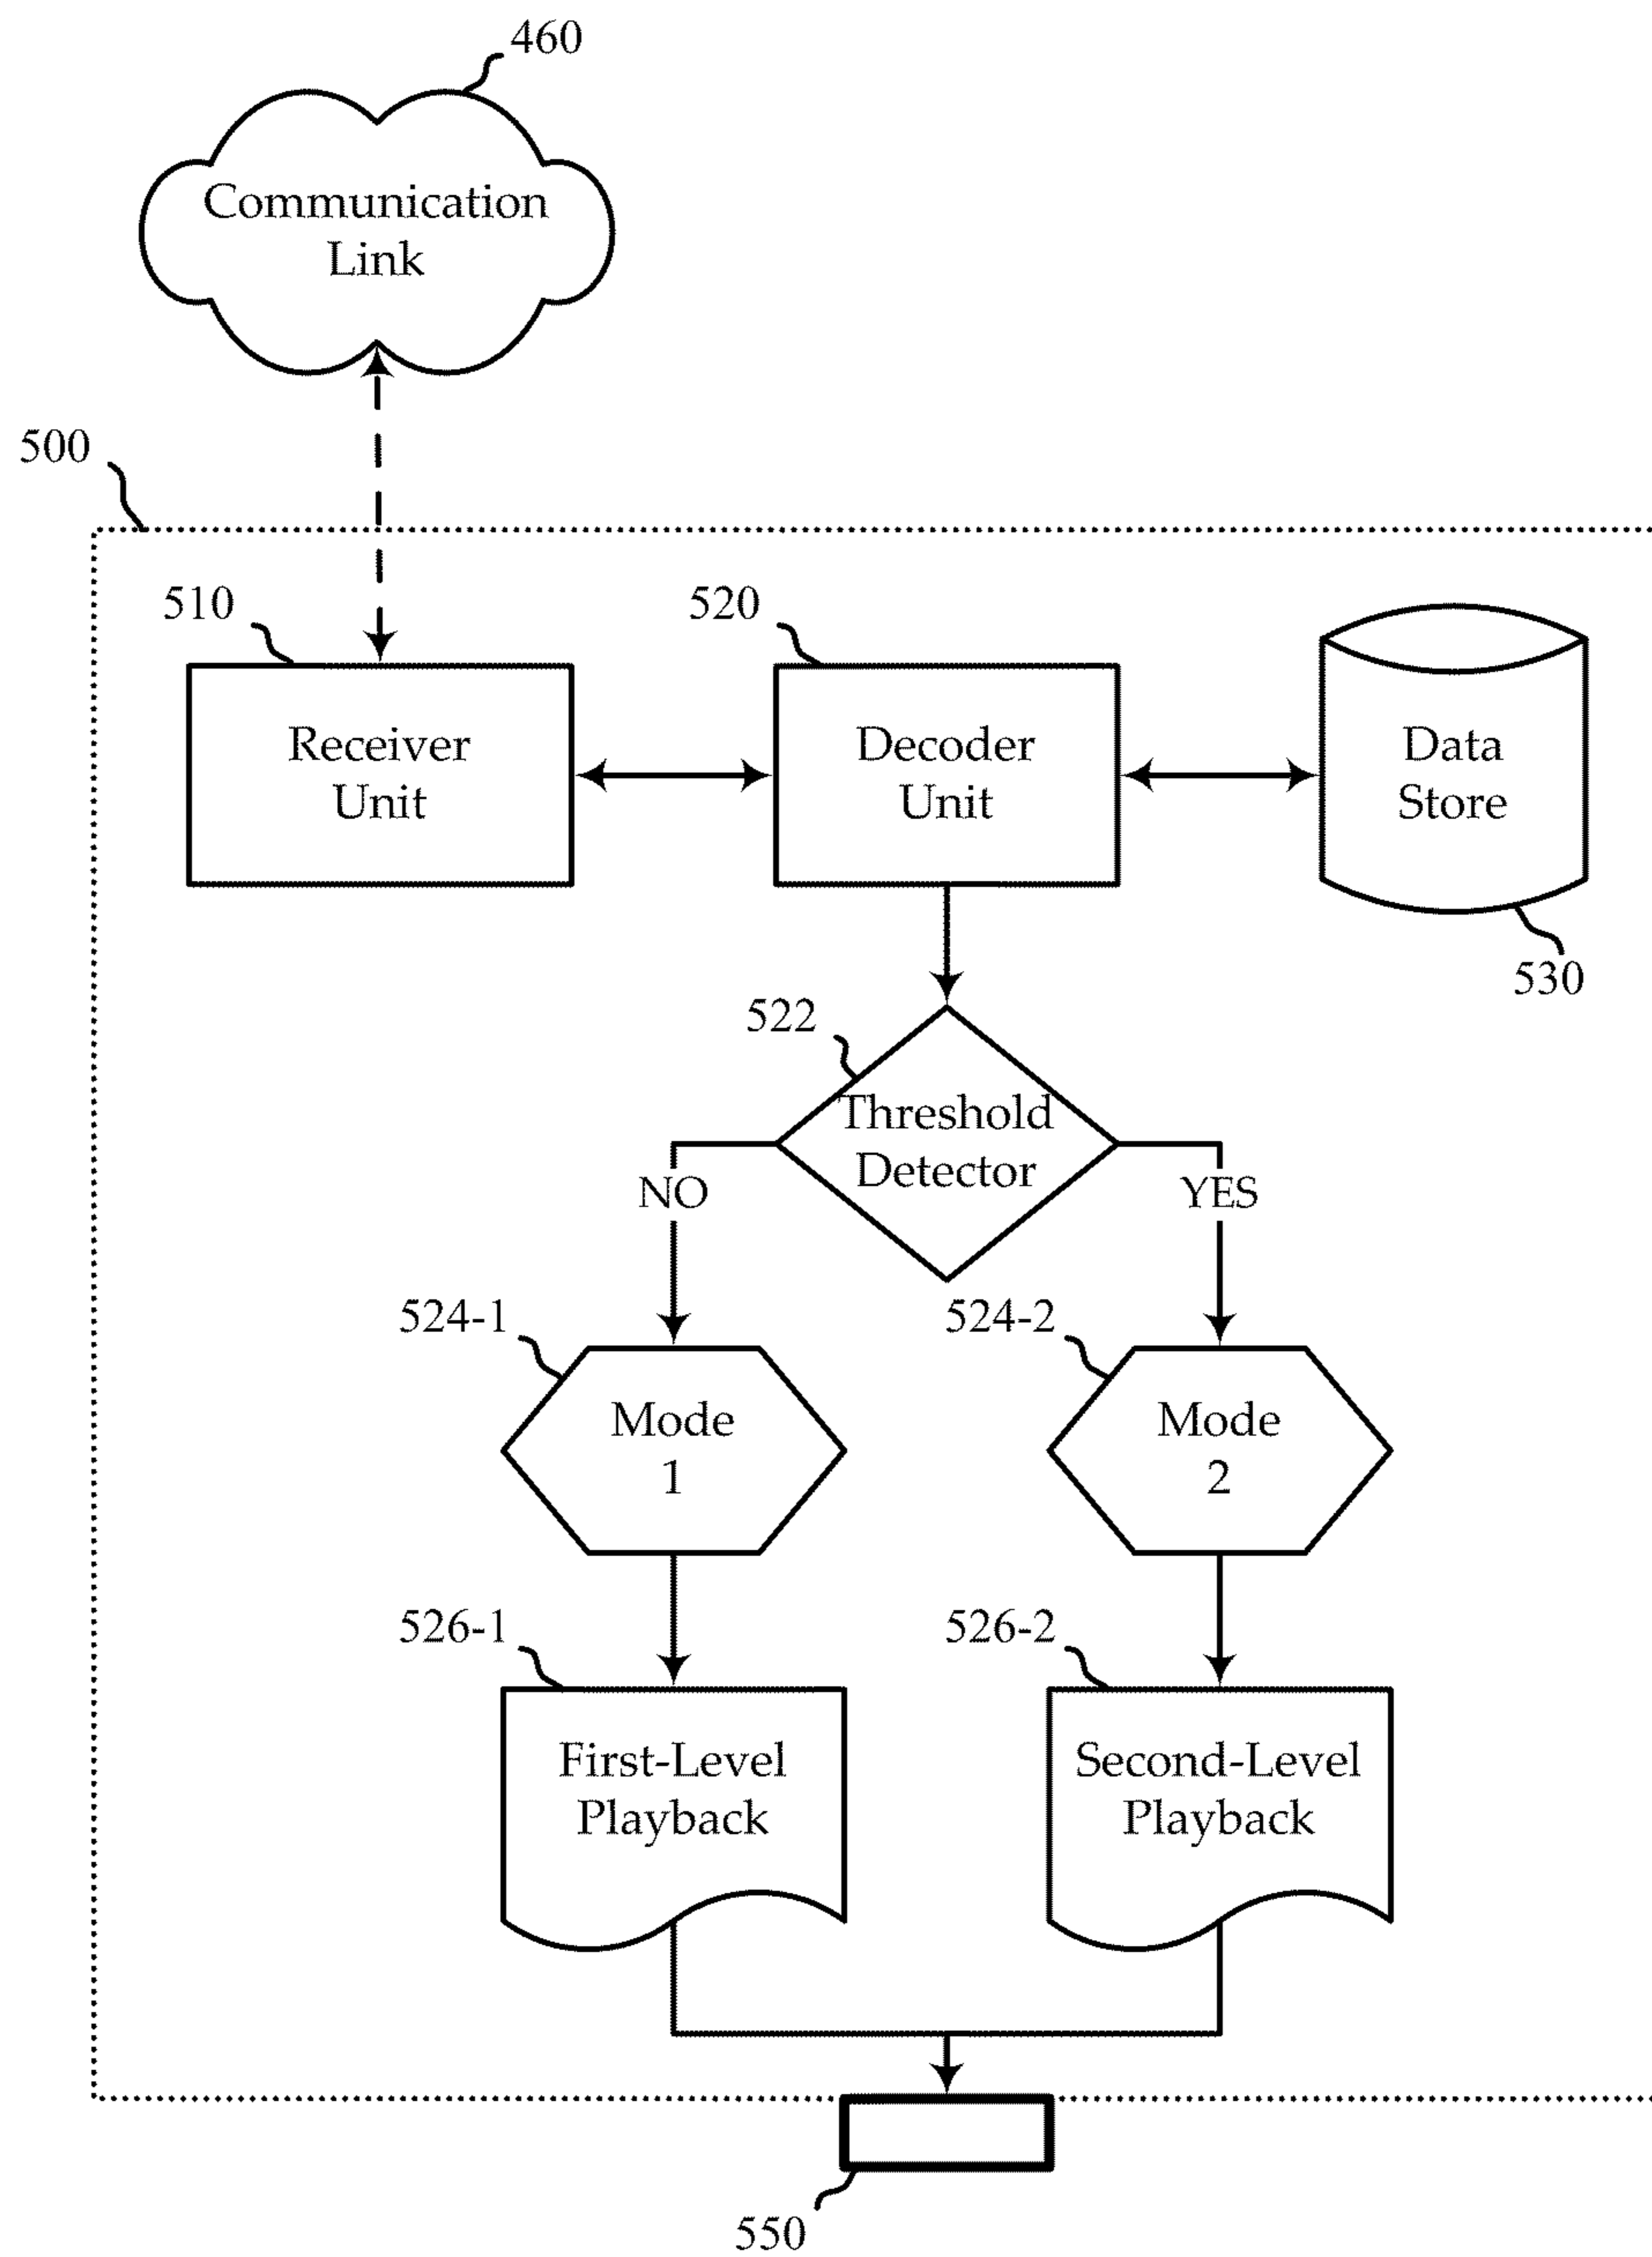 460
Communication
Link
500
510
520
Receiver
Unit
Decoder
Unit
Data
Store
530
522
Threshold
Detector
NO
YES
524-1
524-2
Mode
1
Mode
2
526-1
526-2
First-Level
Playback
Second-Level
Playback
550